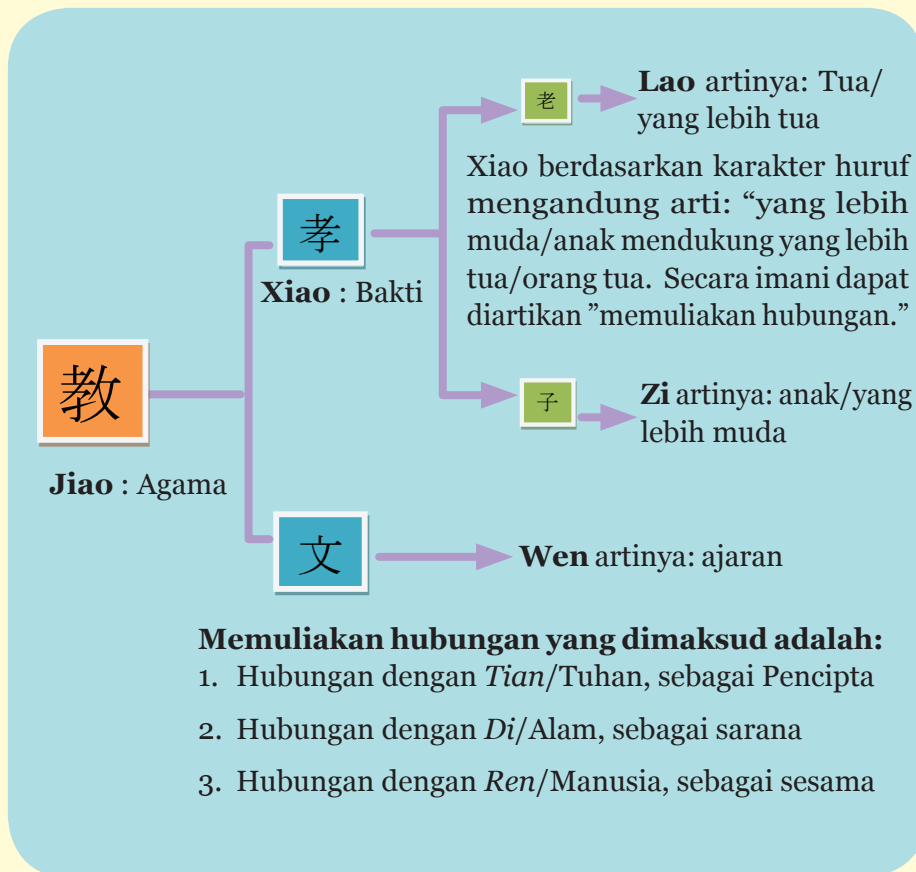 老
Lao artinya: Tua/
yang lebih tua
Xiao berdasarkan karakter huruf
mengandung arti: “yang lebih
muda/anak mendukung yang lebih
tua/orang tua. Secara imani dapat
diartikan ”memuliakan hubungan.”
孝
Xiao : Bakti
教
Jiao : Agama
子
Zi artinya: anak/yang
lebih muda
文
Wen artinya: ajaran
Memuliakan hubungan yang dimaksud adalah:
1. Hubungan dengan Tian/Tuhan, sebagai Pencipta
2. Hubungan dengan Di/Alam, sebagai sarana
3. Hubungan dengan Ren/Manusia, sebagai sesama